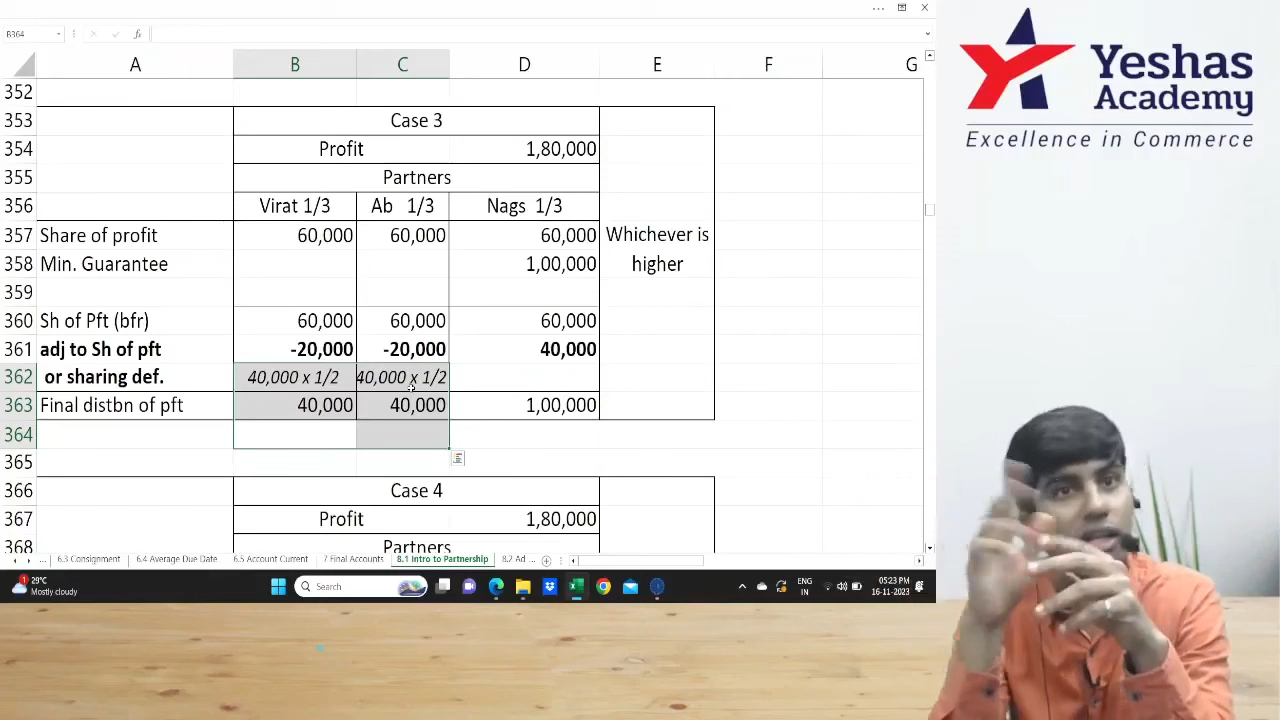 B364
fx
A B C D E F G
352
353 Case 3
354 Profit 1,80,000
355 Partners
356 Virat 1/3 Ab 1/3 Nags 1/3
357 Share of profit 60,000 60,000 60,000 Whichever is
358 Min. Guarantee 1,00,000 higher
359
360 Sh of Pft (bfr) 60,000 60,000 60,000
361 adj to Sh of pft -20,000 -20,000 40,000
362 or sharing def. 40,000 x 1/2 40,000 x 1/2
363 Final distbn of pft 40,000 40,000 1,00,000
364
365
366 Case 4
367 Profit 1,80,000
368 Partners
... 6.3 Consignment 6.4 Average Due Date 6.5 Account Current 7 Final Accounts 8.1 Intro to Partnership 8.2 Ad ...
1 29°C
Mostly cloudy
Search
ENG
IN
05:23 PM
16-11-2023
Yeshas
Academy
Excellence in Commerce